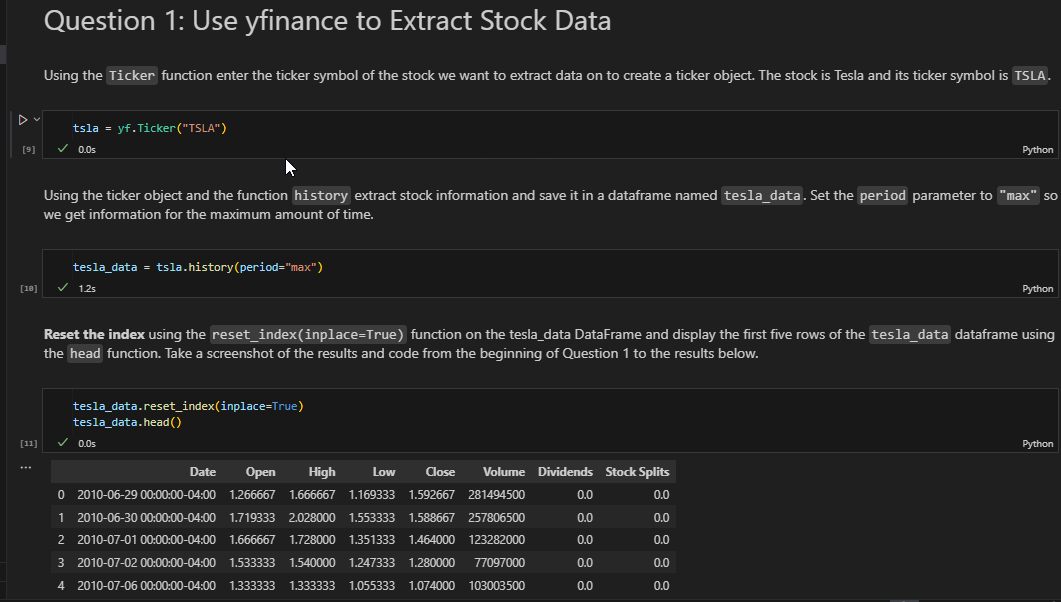 Question 1: Use yfinance to Extract Stock Data
Using the Ticker function enter the ticker symbol of the stock we want to extract data on to create a ticker object. The stock is Tesla and its ticker symbol is TSLA.
tsla = yf.Ticker("TSLA")
[9] 0.0s Python
Using the ticker object and the function history extract stock information and save it in a dataframe named tesla_data. Set the period parameter to "max" so
we get information for the maximum amount of time.
tesla_data = tsla.history(period="max")
[10] 1.2s Python
Reset the index using the reset_index(inplace=True) function on the tesla_data DataFrame and display the first five rows of the tesla_data dataframe using
the head function. Take a screenshot of the results and code from the beginning of Question 1 to the results below.
tesla_data.reset_index(inplace=True)
tesla_data.head()
[11] 0.0s Python
... Date Open High Low Close Volume Dividends Stock Splits
0 2010-06-29 00:00:00-04:00 1.266667 1.666667 1.169333 1.592667 281494500 0.0 0.0
1 2010-06-30 00:00:00-04:00 1.719333 2.028000 1.553333 1.588667 257806500 0.0 0.0
2 2010-07-01 00:00:00-04:00 1.666667 1.728000 1.351333 1.464000 123282000 0.0 0.0
3 2010-07-02 00:00:00-04:00 1.533333 1.540000 1.247333 1.280000 77097000 0.0 0.0
4 2010-07-06 00:00:00-04:00 1.333333 1.333333 1.055333 1.074000 103003500 0.0 0.0